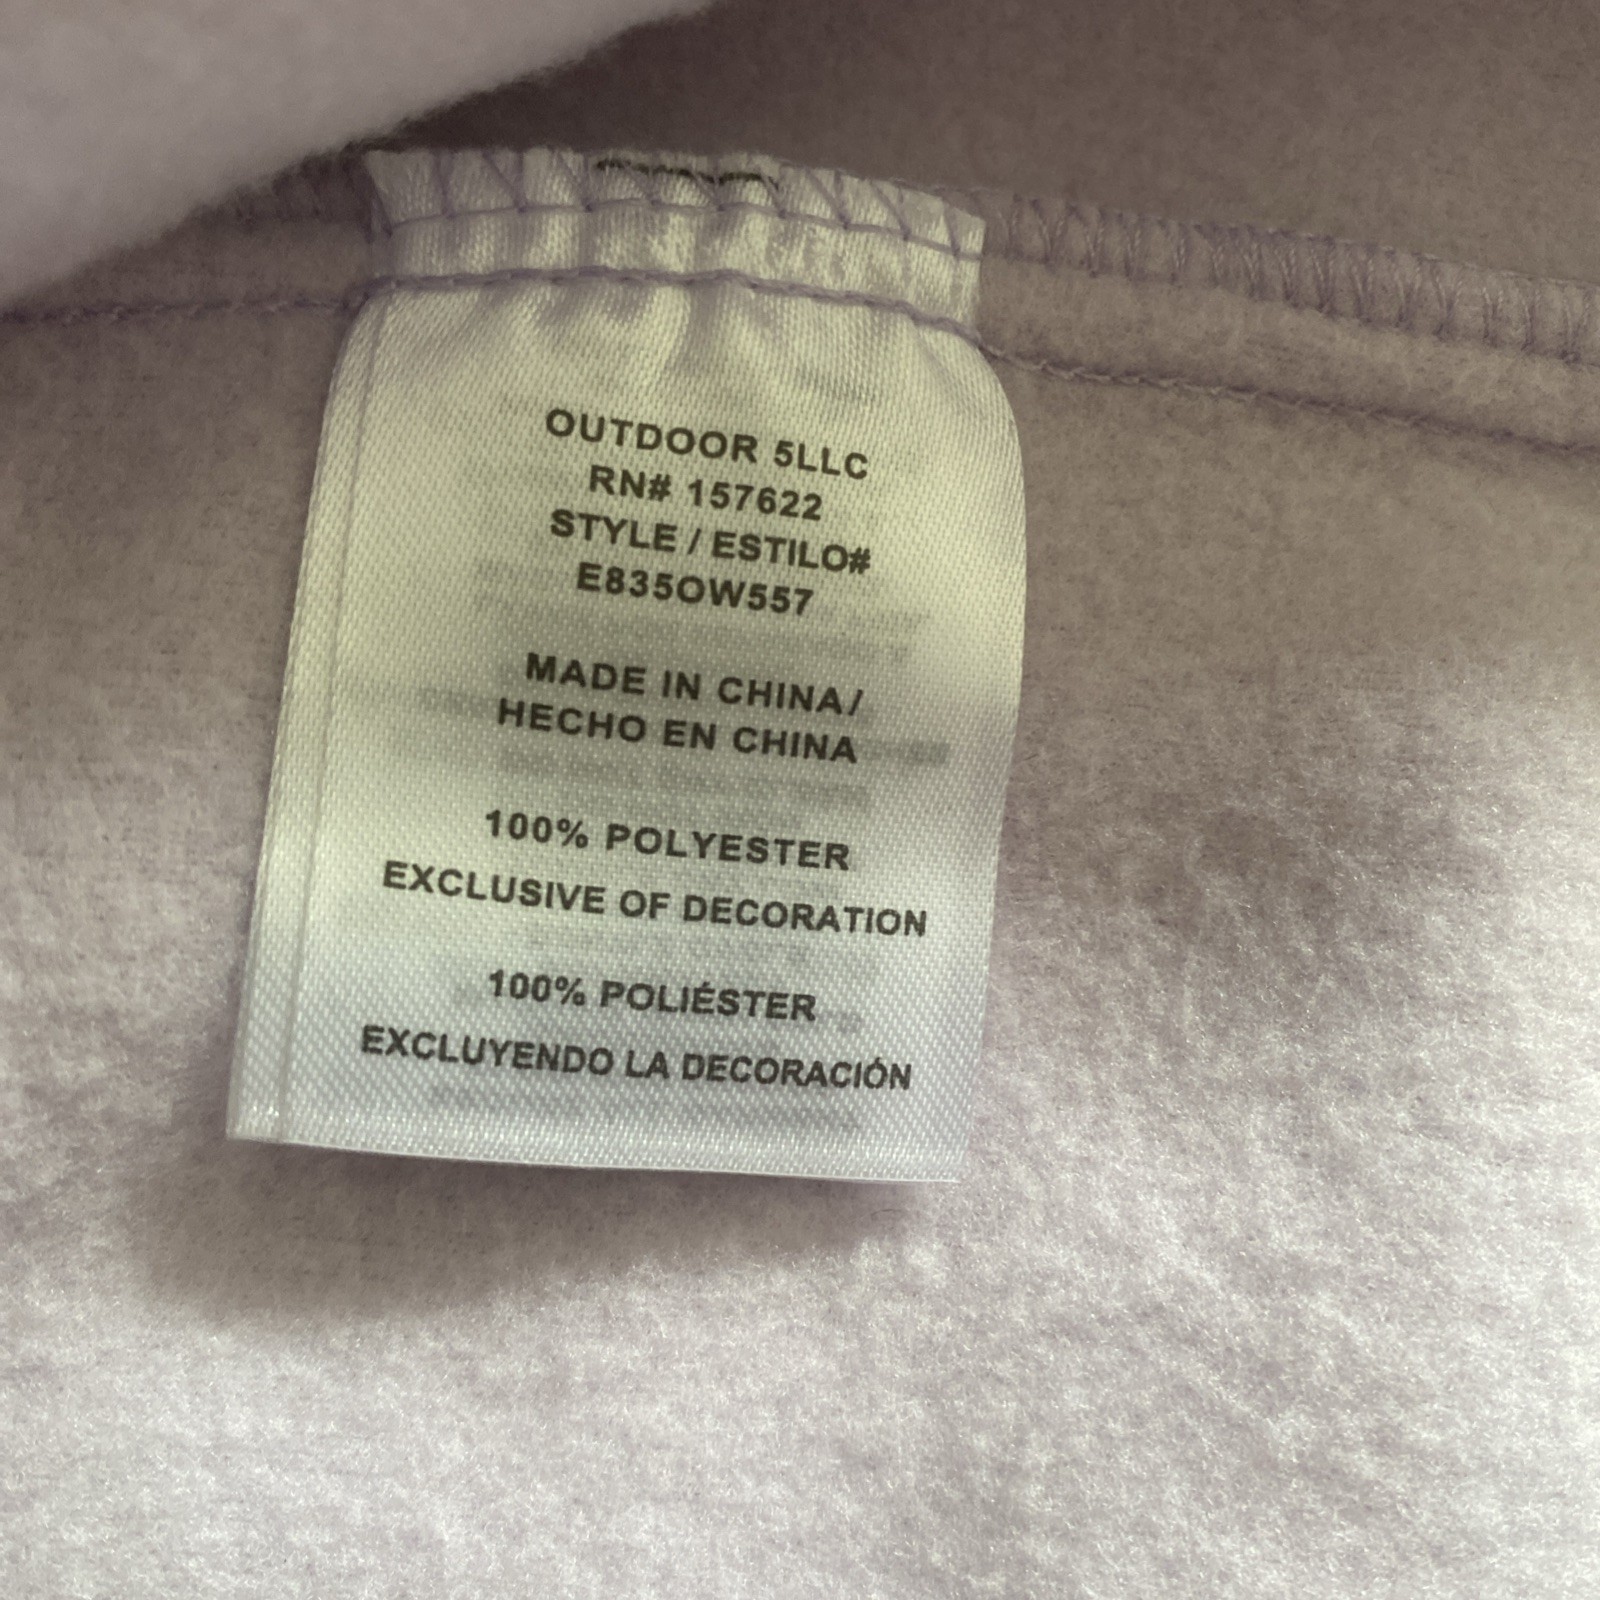 OUTDOOR 5LLC
RN# 157622
STYLE / ESTILO#
E835OW557
MADE IN CHINA/
HECHO EN CHINA
100% POLYESTER
EXCLUSIVE OF DECORATION
100% POLIÉSTER
EXCLUYENDO LA DECORACIÓN